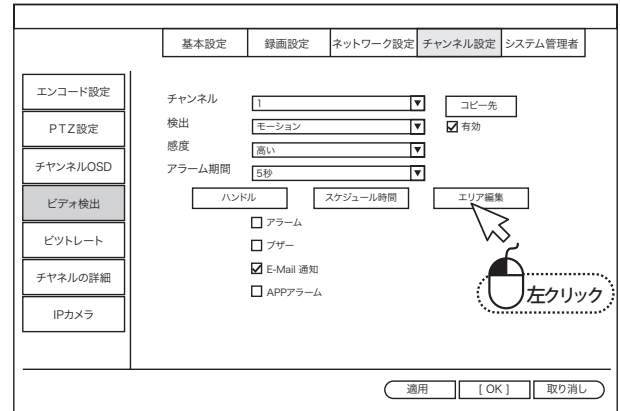 基本設定 録画設定 ネットワーク設定 チャンネル設定 システム管理者
エンコード設定
PTZ設定
チヤンネルOSD
ビデォ検出
ビツトレート
チヤネルの詳細
IPカメラ
チャンネル 1 コピー先
検出 モーション 有効
感度 高い
アラーム期間 5秒
ハンドル スケジュール時間 エリア編集
アラーム
ブザー
E-Mail 通知
APPアラーム
左クリック
適用 [ OK ] 取り消し